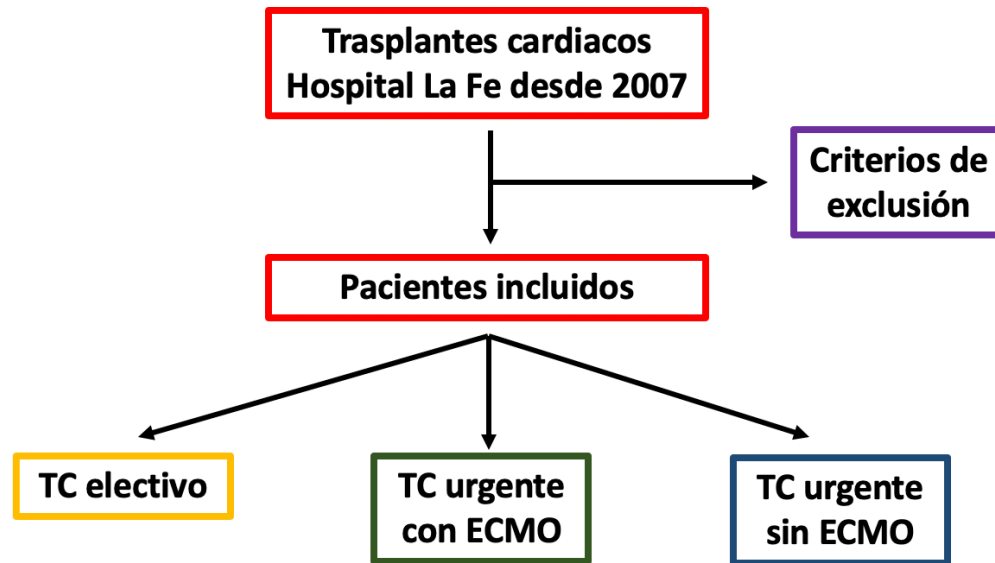 Trasplantes cardiacos
Hospital La Fe desde 2007
Criterios de
exclusión
Pacientes incluidos
TC electivo
TC urgente
con ECMO
TC urgente
sin ECMO